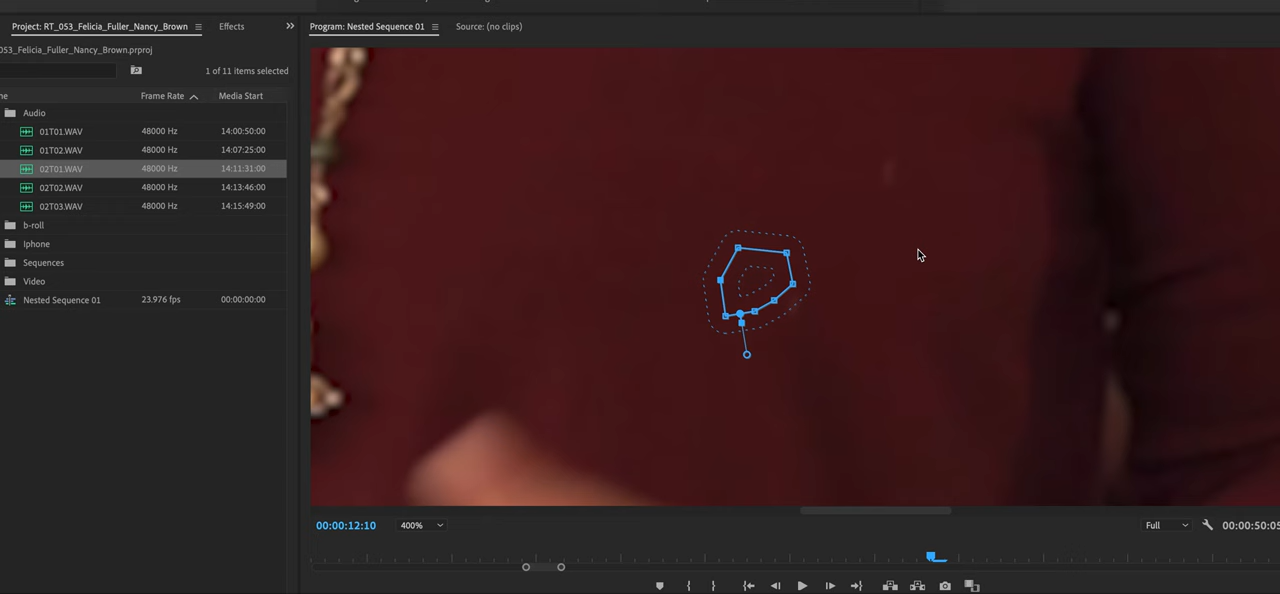 Project: RT_053_Felicia_Fuller_Nancy_Brown
Effects
Program: Nested Sequence 01
Source: (no clips)
053_Felicia_Fuller_Nancy_Brown.prproj
1 of 11 items selected
Frame Rate Media Start
Audio
01T01.WAV 48000 Hz 14:00:50:00
01T02.WAV 48000 Hz 14:07:25:00
02T01.WAV 48000 Hz 14:11:31:00
02T02.WAV 48000 Hz 14:13:46:00
02T03.WAV 48000 Hz 14:15:49:00
b-roll
Iphone
Sequences
Video
Nested Sequence 01 23.976 fps 00:00:00:00
00:00:12:10 400% Full 00:00:50:05